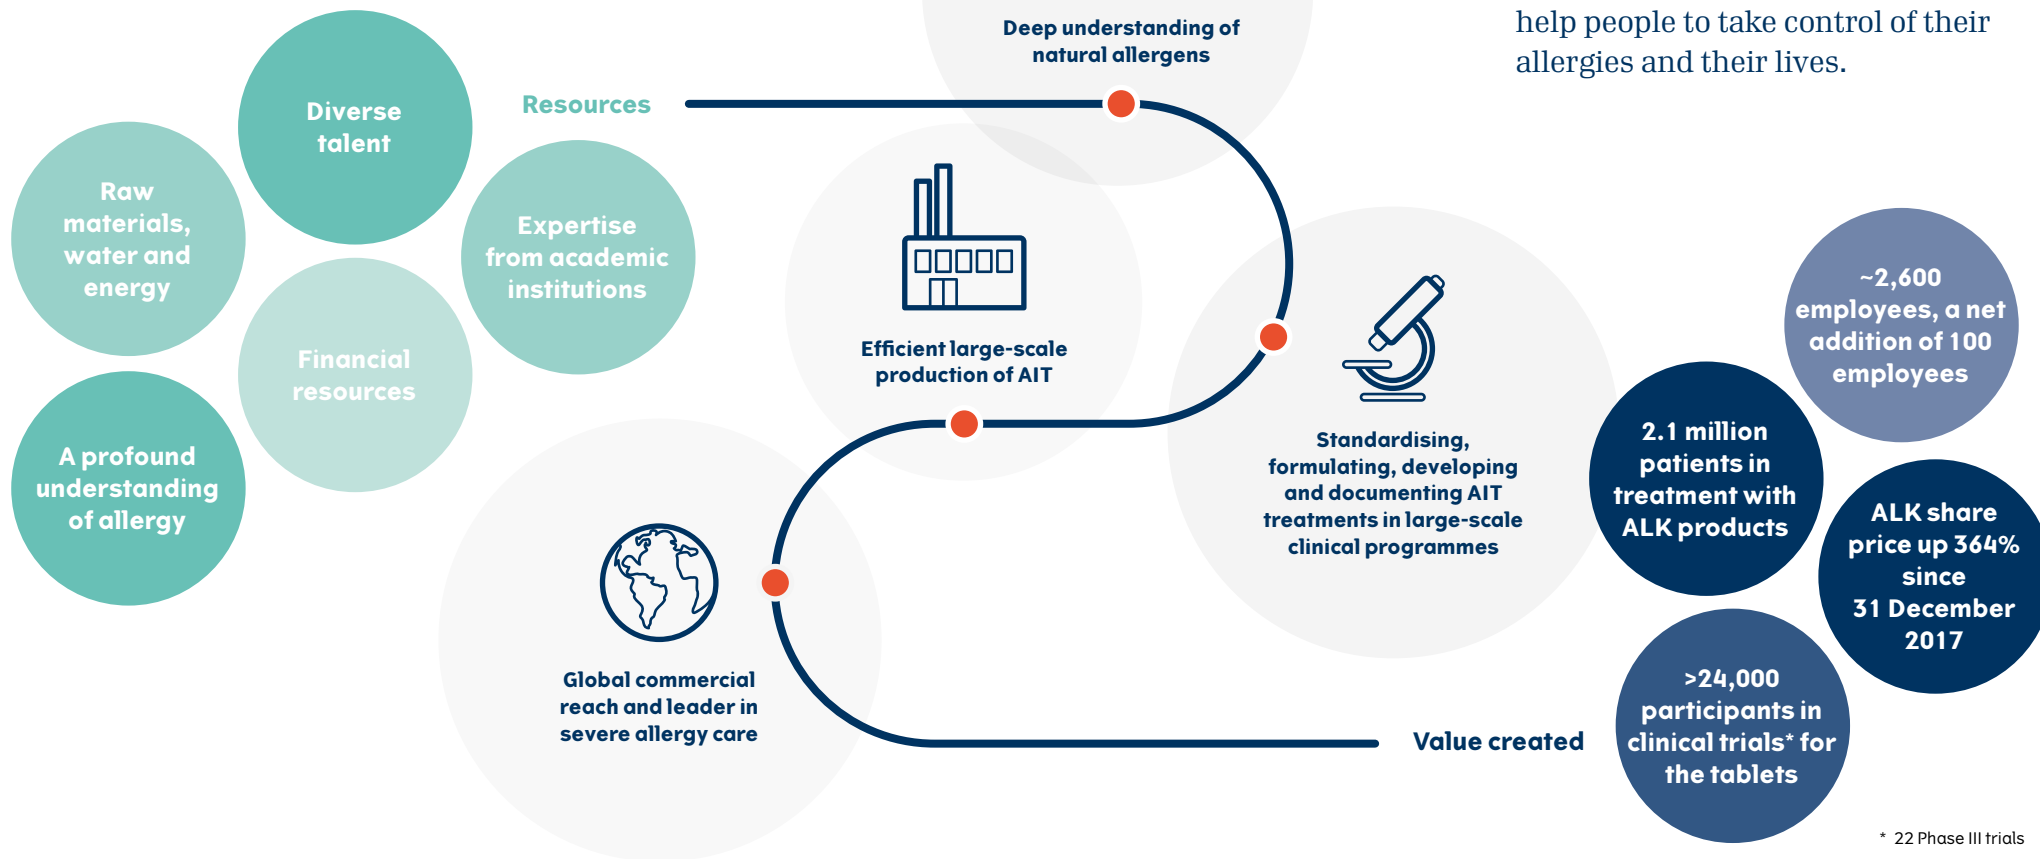 help people to take control of their
allergies and their lives.
Resources
Diverse
talent
Raw
materials,
water and
energy
Expertise
from academic
institutions
Financial
resources
A profound
understanding
of allergy
Deep understanding of
natural allergens
Standardising,
formulating, developing
and documenting AIT
treatments in large-scale
clinical programmes
Efficient large-scale
production of AIT
Global commercial
reach and leader in
severe allergy care
Value created
~2,600
employees, a net
addition of 100
employees
2.1 million
patients in
treatment with
ALK products
ALK share
price up 364%
since
31 December
2017
>24,000
participants in
clinical trials* for
the tablets
* 22 Phase III trials